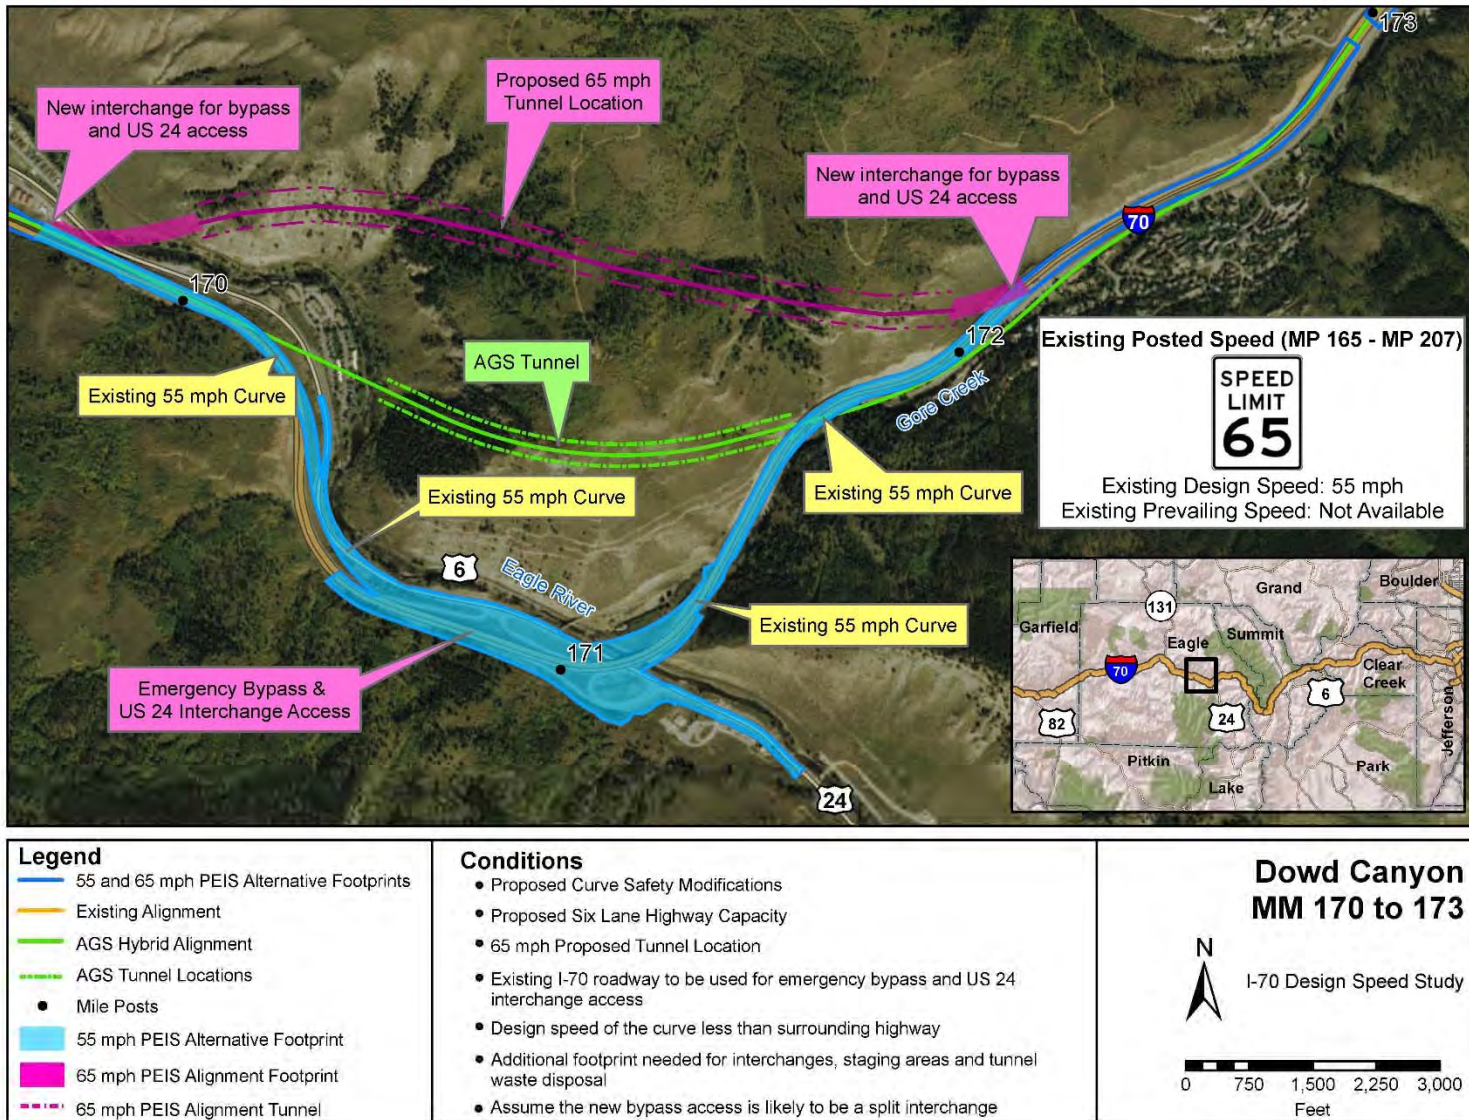 173
Proposed 65 mph
Tunnel Location
New interchange for bypass
and US 24 access
New interchange for bypass
and US 24 access
70
170
172
AGS Tunnel
Existing 55 mph Curve
Gore Creek
Existing 55 mph Curve
Existing 55 mph Curve
6
Eagle River
Existing 55 mph Curve
171
Emergency Bypass &
US 24 Interchange Access
24
Existing Posted Speed (MP 165 - MP 207)
SPEED
LIMIT
65
Existing Design Speed: 55 mph
Existing Prevailing Speed: Not Available
Grand
Boulder
131
Garfield
Eagle
Summit
70
Clear
Creek
6
82
24
Jefferson
Pitkin
Park
Lake
Legend
55 and 65 mph PEIS Alternative Footprints
Existing Alignment
AGS Hybrid Alignment
AGS Tunnel Locations
Mile Posts
55 mph PEIS Alternative Footprint
65 mph PEIS Alignment Footprint
65 mph PEIS Alignment Tunnel
Conditions
• Proposed Curve Safety Modifications
• Proposed Six Lane Highway Capacity
• 65 mph Proposed Tunnel Location
• Existing I-70 roadway to be used for emergency bypass and US 24
interchange access
• Design speed of the curve less than surrounding highway
• Additional footprint needed for interchanges, staging areas and tunnel
waste disposal
• Assume the new bypass access is likely to be a split interchange
Dowd Canyon
MM 170 to 173
N
I-70 Design Speed Study
0 750 1,500 2,250 3,000
Feet